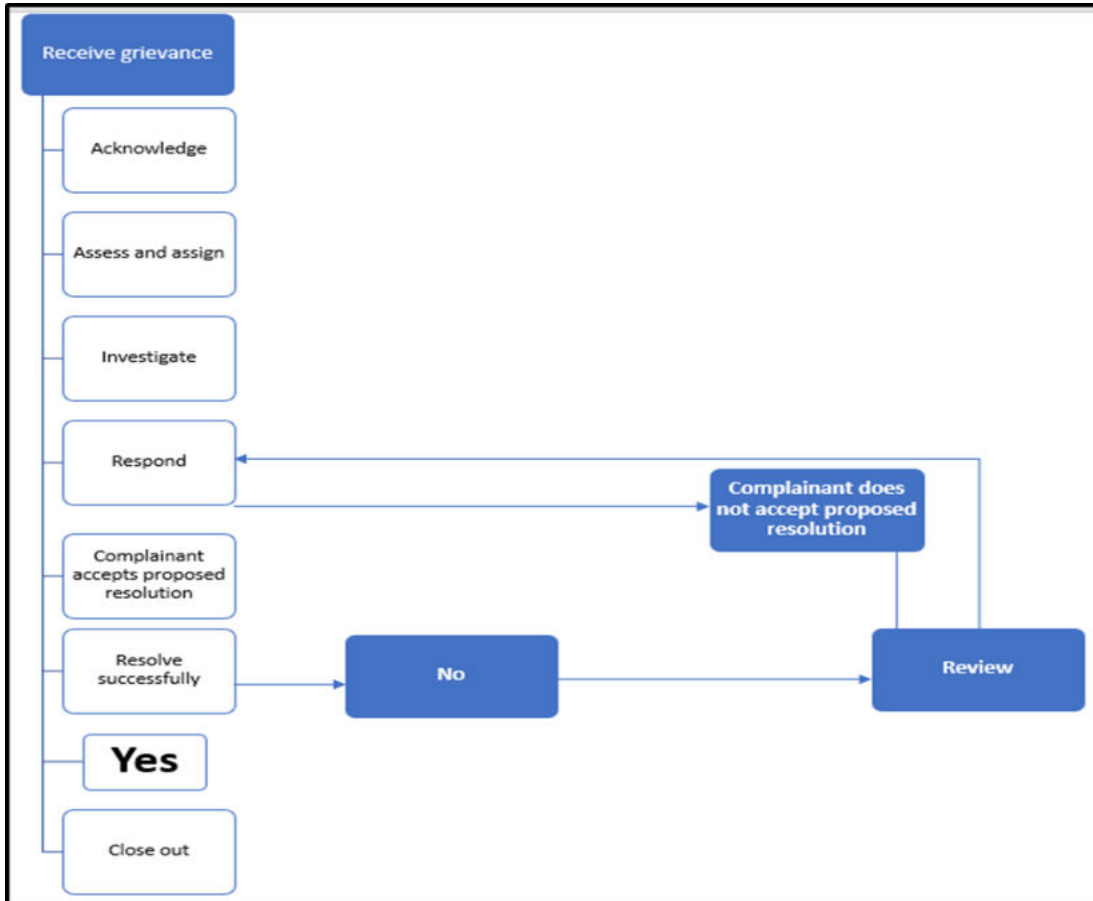 Receive grievance
Acknowledge
Assess and assign
Investigate
Respond
Complainant does
not accept proposed
resolution
Complainant
accepts proposed
resolution
Resolve
successfully
No
Review
Yes
Close out